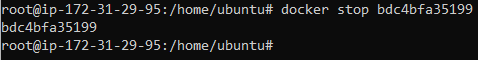 root@ip-172-31-29-95:/home/ubuntu# docker stop bdc4bfa35199
bdc4bfa35199
root@ip-172-31-29-95:/home/ubuntu#